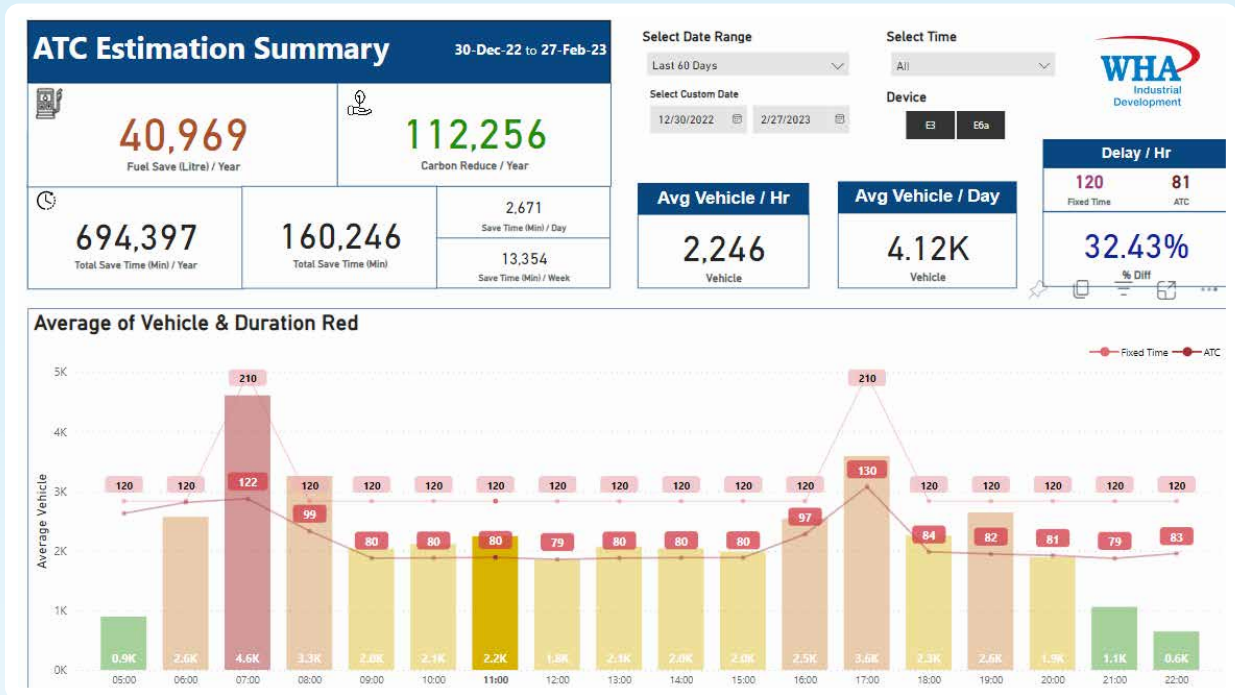 ATC Estimation Summary
30-Dec-22 to 27-Feb-23
40,969
Fuel Save (Litre) / Year
112,256
Carbon Reduce / Year
694,397
Total Save Time (Min) / Year
160,246
Total Save Time (Min)
2,671
Save Time (Min) / Day
13,354
Save Time (Min) / Week
Select Date Range
Last 60 Days
Select Custom Date
12/30/2022 2/27/2023
Select Time
All
Device
E3 E6a
WHA
Industrial
Development
Avg Vehicle / Hr
2,246
Vehicle
Avg Vehicle / Day
4.12K
Vehicle
Delay / Hr
120 81
Fixed Time ATC
32.43%
% Diff
Average of Vehicle & Duration Red
Fixed Time ATC
Average Vehicle
5K
4K
3K
2K
1K
0K
210 210
120 120 120 120 120 120 120 120 120 120 120 120 120 120 120 120
122 99 80 80 80 79 80 80 80 97 130 84 82 81 79 83
0.9K 2.6K 4.6K 3.3K 2.0K 2.1K 2.2K 1.8K 2.1K 2.0K 2.0K 2.5K 3.6K 2.3K 2.6K 1.9K 1.1K 0.6K
05:00 06:00 07:00 08:00 09:00 10:00 11:00 12:00 13:00 14:00 15:00 16:00 17:00 18:00 19:00 20:00 21:00 22:00